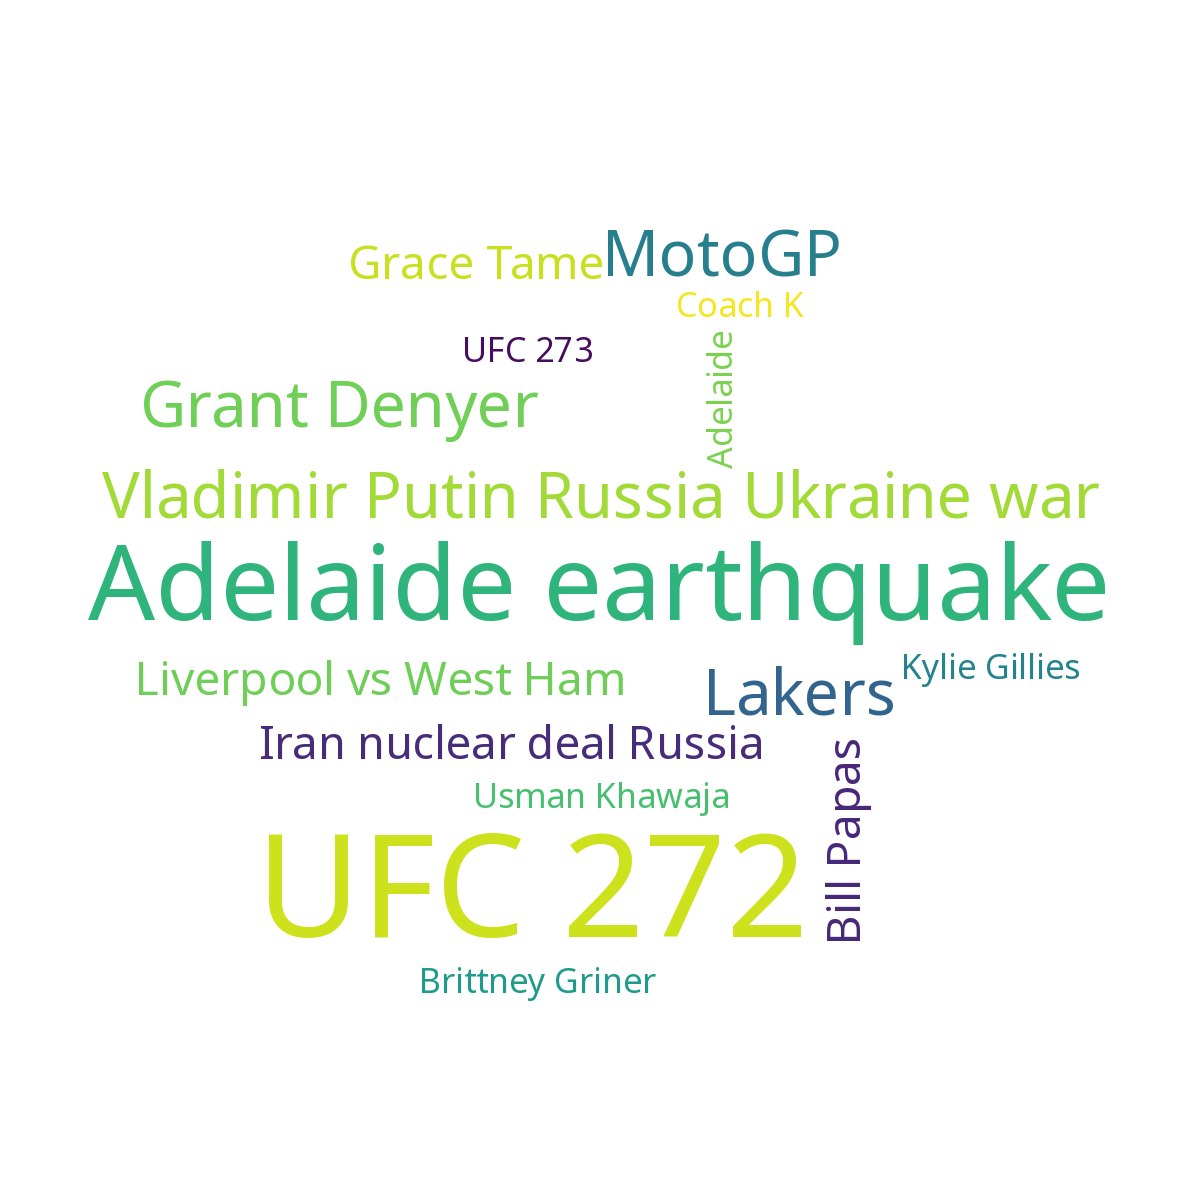 Grace Tame
MotoGP
Coach K
UFC 273
Adelaide
Grant Denyer
Vladimir Putin Russia Ukraine war
Adelaide earthquake
Liverpool vs West Ham
Lakers
Kylie Gillies
Iran nuclear deal Russia
Bill Papas
Usman Khawaja
UFC 272
Brittney Griner